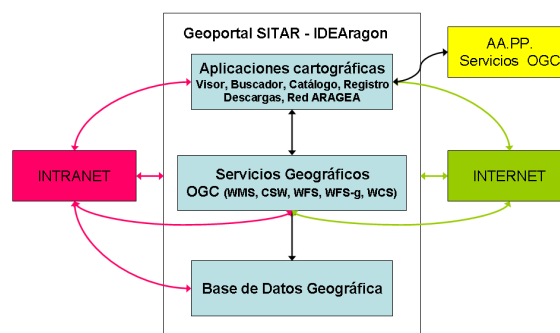 Geoportal SITAR - IDEAragon
AA.PP.
Servicios OGC
Aplicaciones cartográficas
Visor, Buscador, Catálogo, Registro
Descargas, Red ARAGEA
INTRANET
Servicios Geográficos
OGC (WMS, CSW, WFS, WFS-g, WCS)
INTERNET
Base de Datos Geográfica